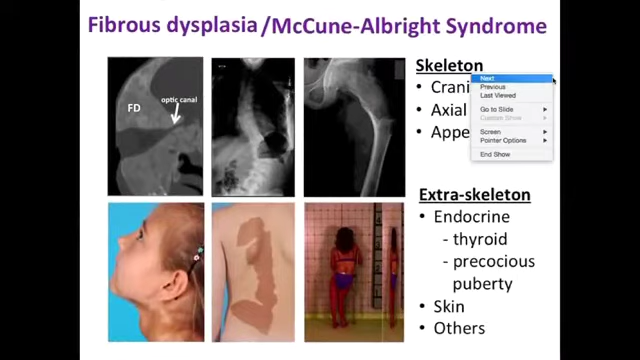 Fibrous dysplasia/McCune-Albright Syndrome
FD
optic canal
Skeleton
• Crani
• Axial
• Appe
Next
Previous
Last Viewed
Go to Slide
Custom Show
Screen
Pointer Options
End Show
Extra-skeleton
• Endocrine
- thyroid
- precocious
puberty
• Skin
• Others